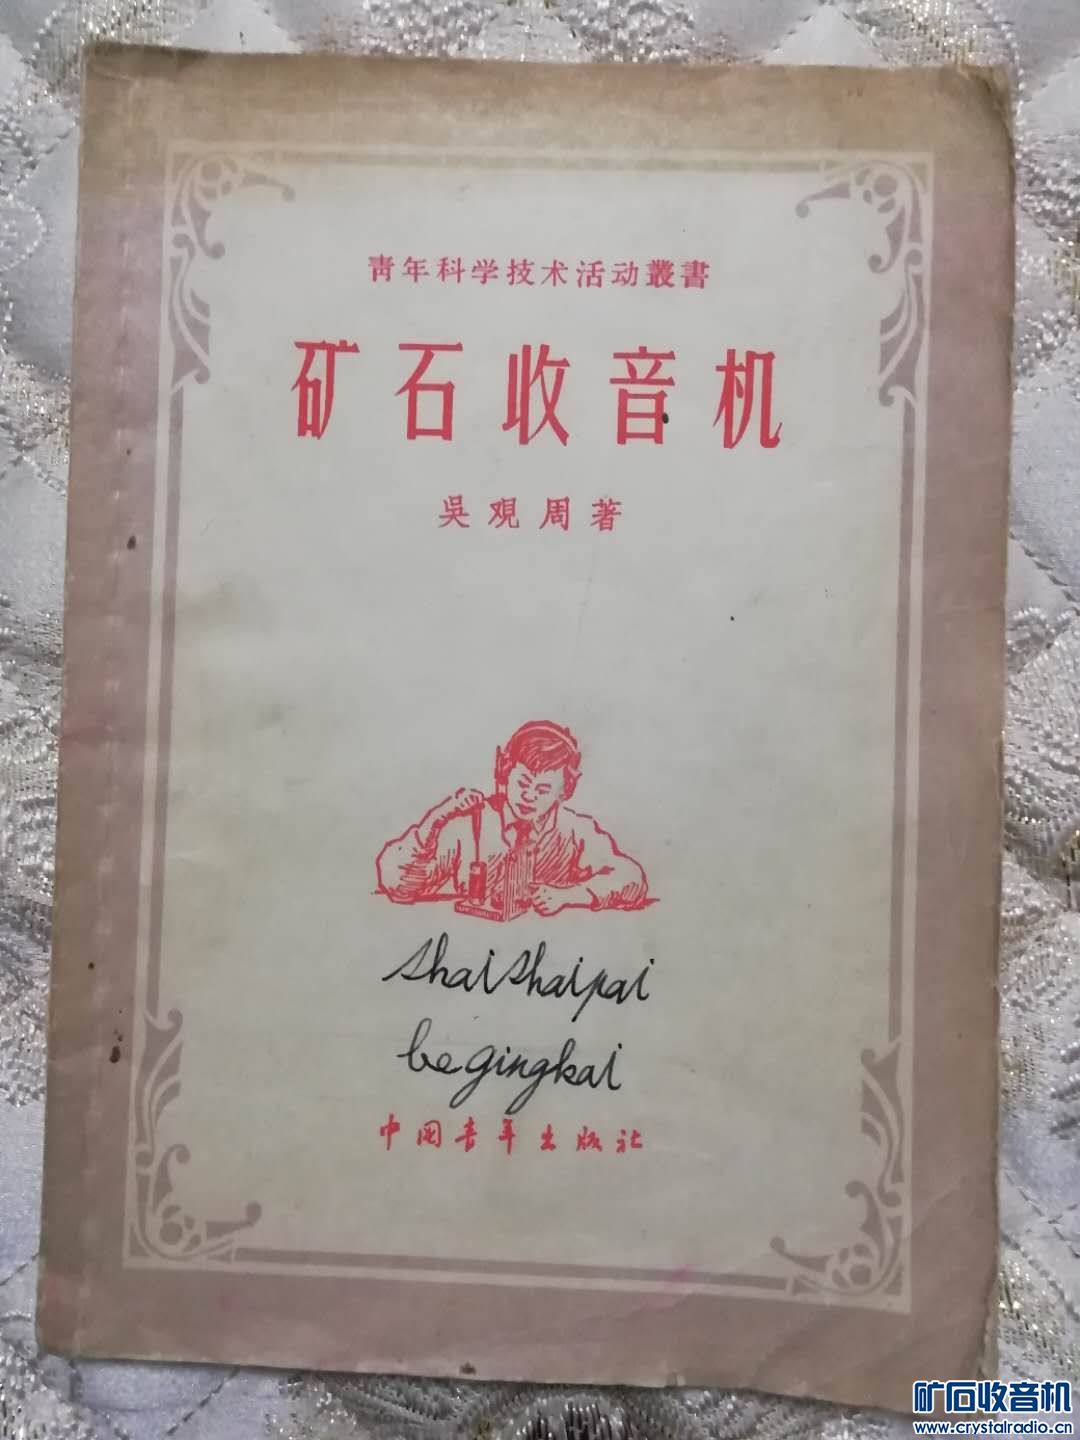 青年科学技术活动叢書
矿石收音机
吳观周著
shaishaipai
begingkai
中国青年出版社
矿石收音机
www.crystalradio.cn